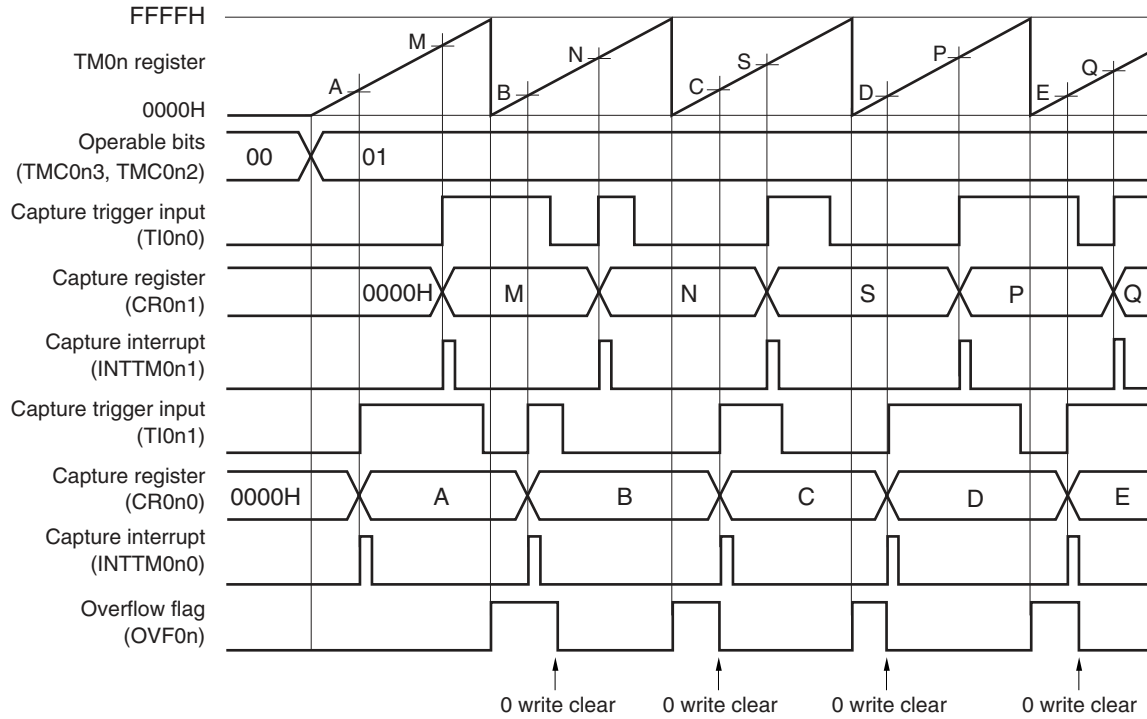 FFFFH
TM0n register
0000H
A M B N C S D P E Q
Operable bits
(TMC0n3, TMC0n2)
00 01
Capture trigger input
(TI0n0)
Capture register
(CR0n1)
0000H M N S P Q
Capture interrupt
(INTTM0n1)
Capture trigger input
(TI0n1)
Capture register
(CR0n0)
0000H A B C D E
Capture interrupt
(INTTM0n0)
Overflow flag
(OVF0n)
0 write clear 0 write clear 0 write clear 0 write clear